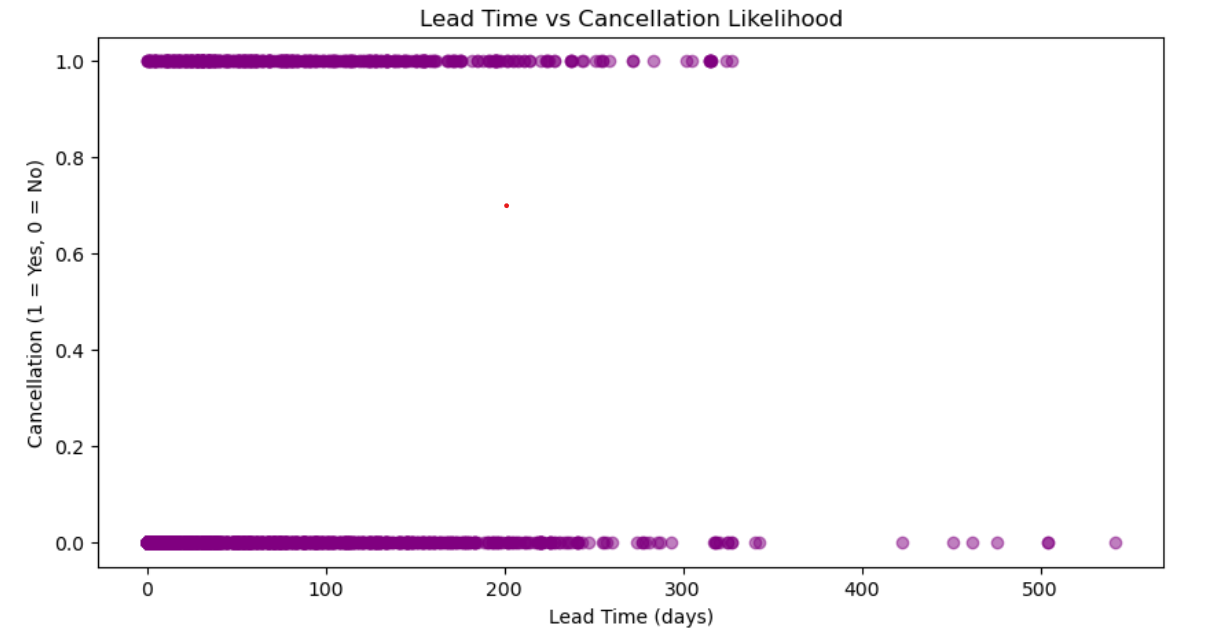 Lead Time vs Cancellation Likelihood
Cancellation (1 = Yes, 0 = No)
1.0
0.8
0.6
0.4
0.2
0.0
0 100 200 300 400 500
Lead Time (days)